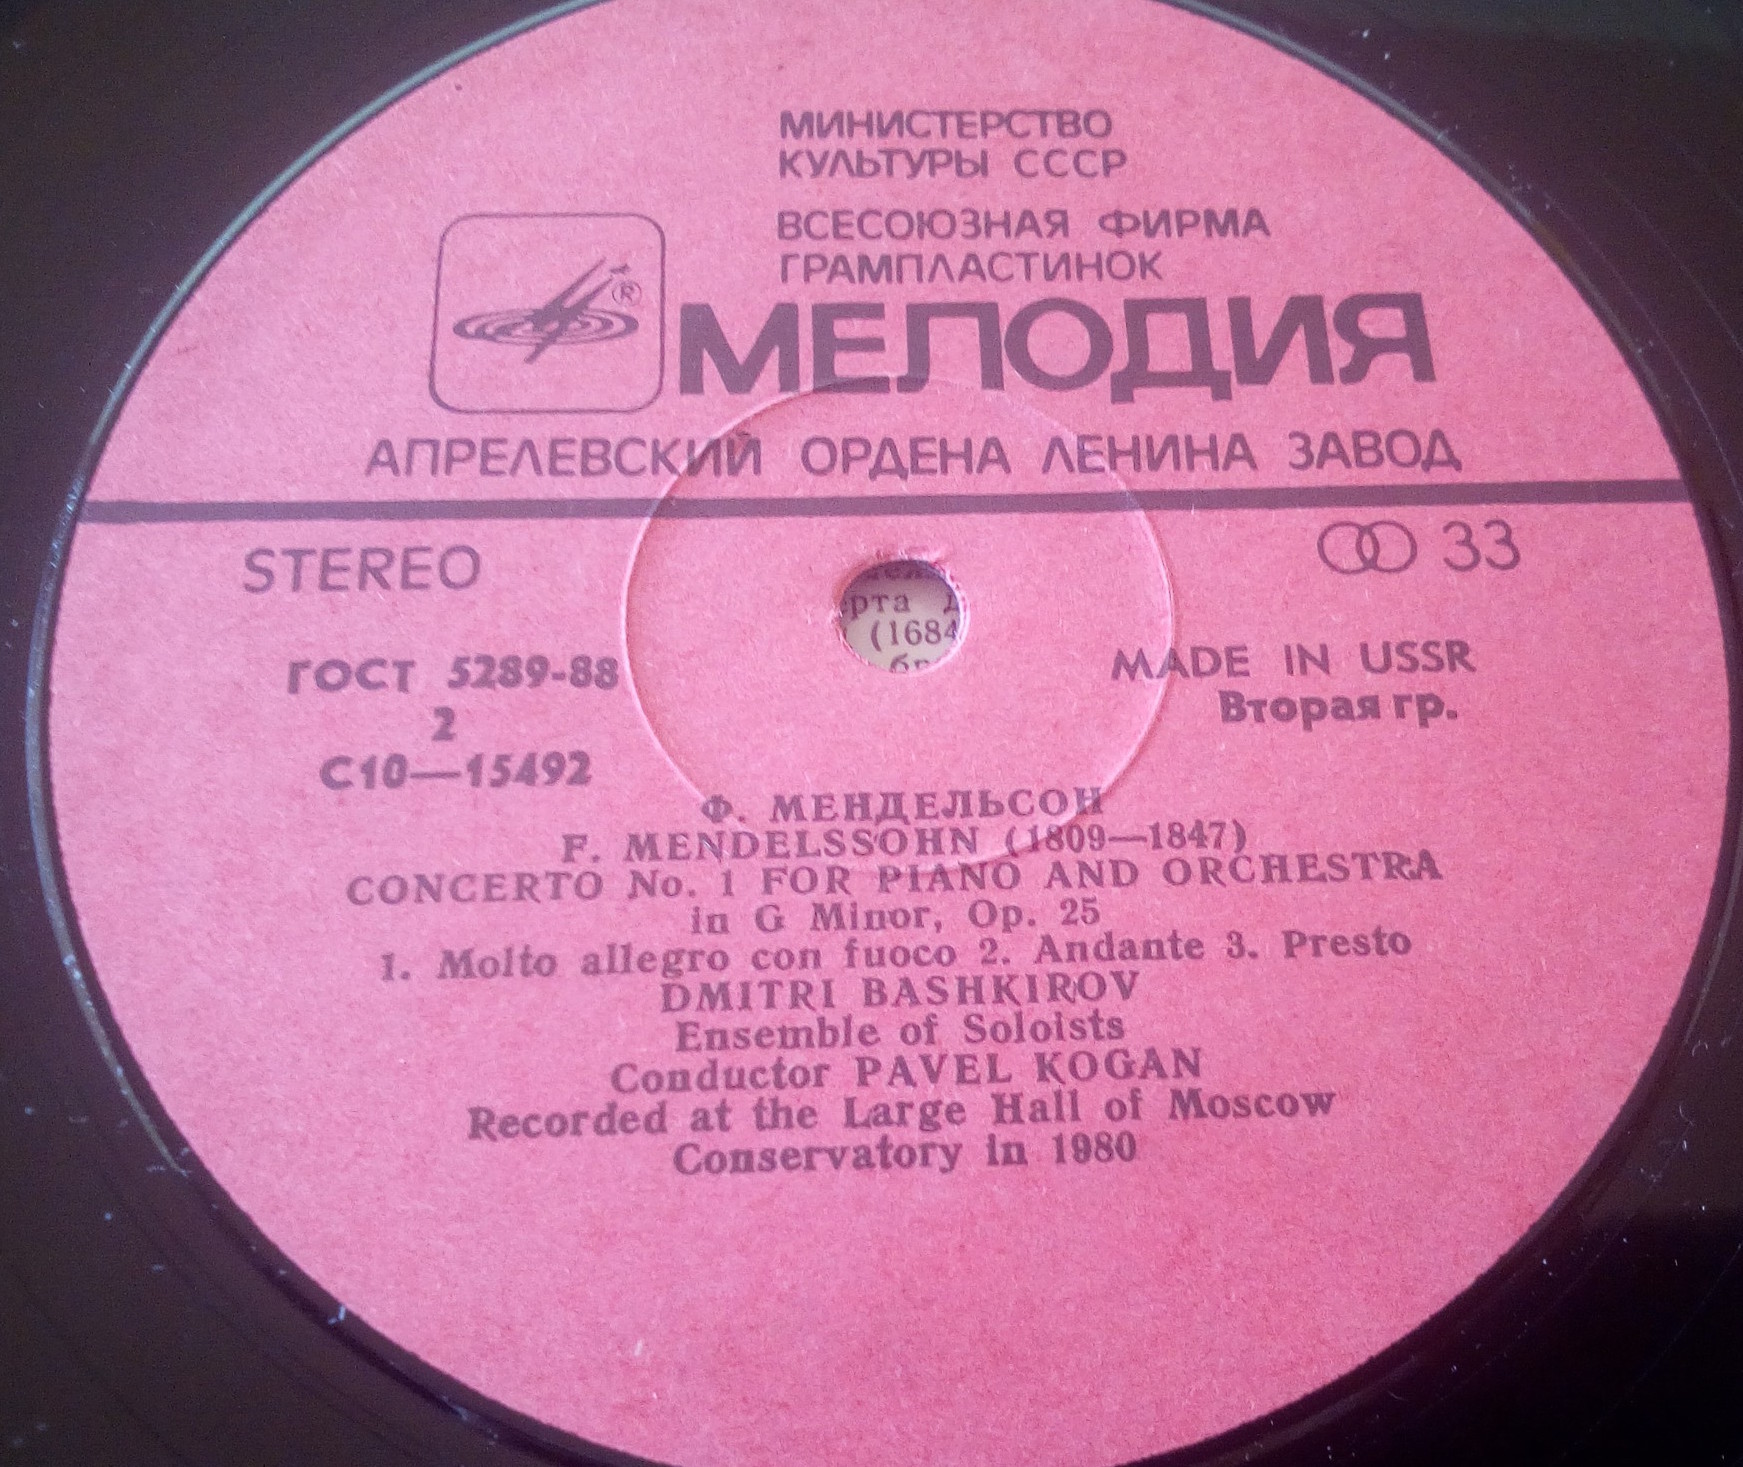 МИНИСТЕРСТВО
КУЛЬТУРЫ СССР
ВСЕСОЮЗНАЯ ФИРМА
ГРАМПЛАСТИНОК
®
МЕЛОДИЯ
АПРЕЛЕВСКИЙ ОРДЕНА ЛЕНИНА ЗАВОД
STEREO
33
(1684
ГОСТ 5289-88
MADE IN USSR
2
Вторая гр.
С10—15492
Ф. МЕНДЕЛЬСОН
F. MENDELSSOHN (1809—1847)
CONCERTO No. 1 FOR PIANO AND ORCHESTRA
in G Minor, Op. 25
1. Molto allegro con fuoco 2. Andante 3. Presto
DMITRI BASHKIROV
Ensemble of Soloists
Conductor PAVEL KOGAN
Recorded at the Large Hall of Moscow
Conservatory in 1980